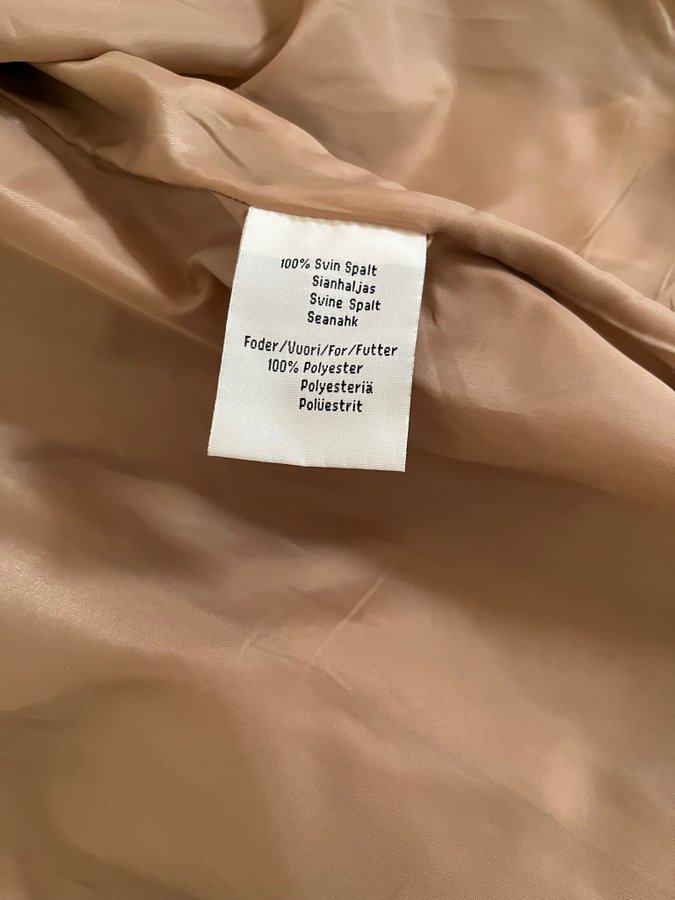 100% Svin Spalt
Sianhaljas
Svine Spalt
Seanahk
Foder/Vuori/For/Futter
100% Polyester
Polyesteriä
Polüestrit